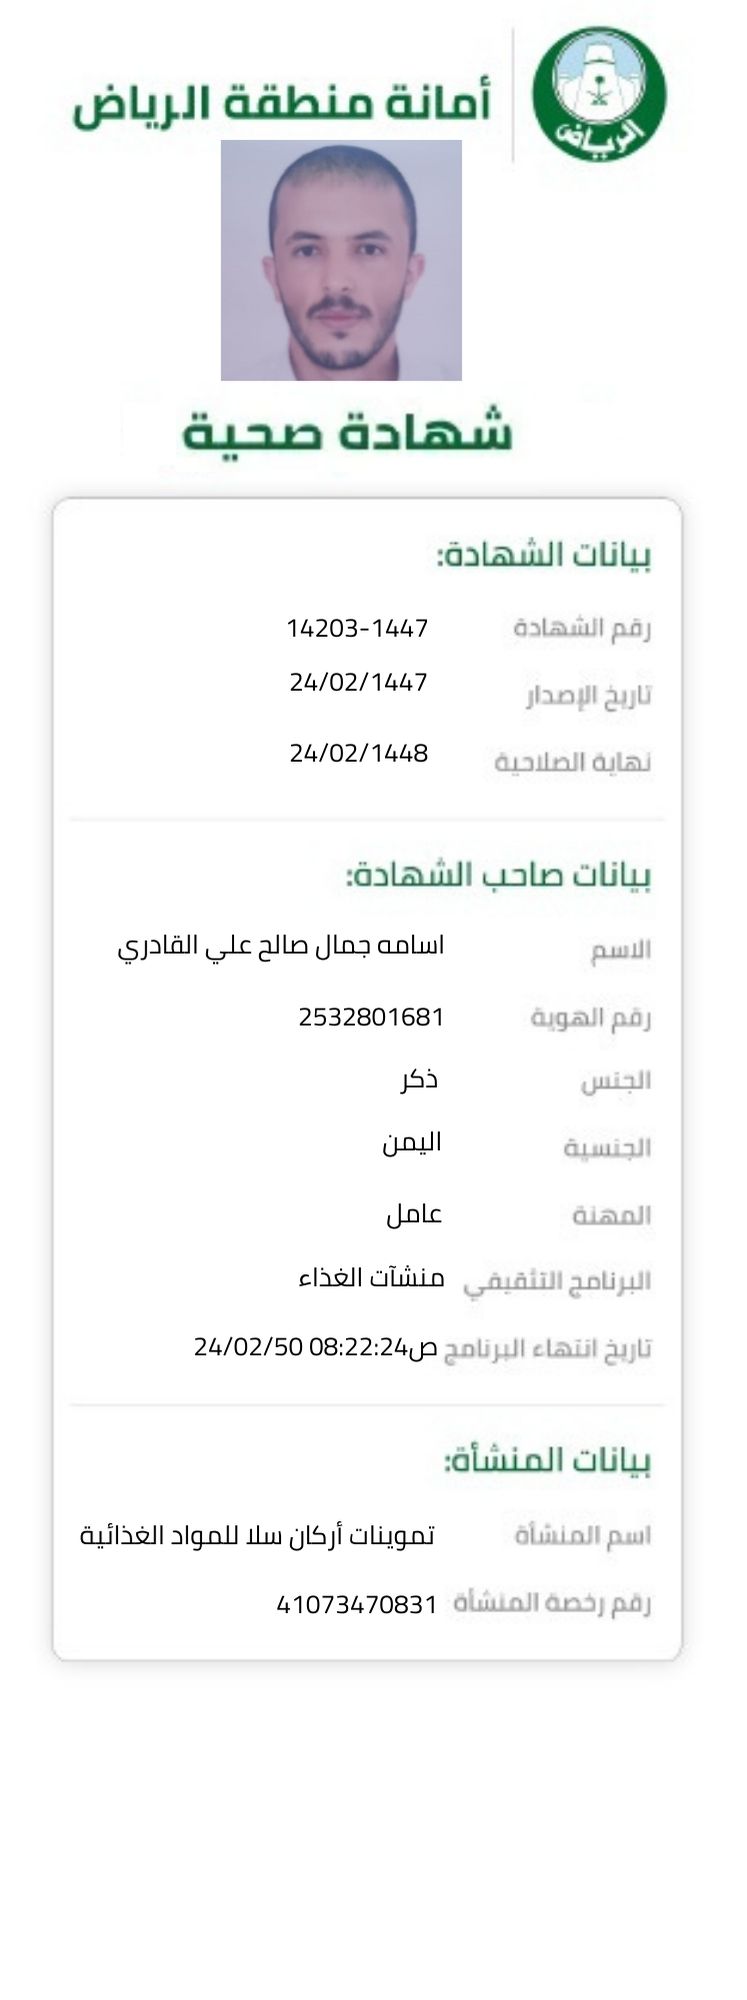 أمانة منطقة الرياض
الرياض
شهادة صحية
بيانات الشهادة:
رقم الشهادة 14203-1447
تاريخ الإصدار 24/02/1447
نهاية الصلاحية 24/02/1448
بيانات صاحب الشهادة:
الاسم اسامه جمال صالح علي القادري
رقم الهوية 2532801681
الجنس ذكر
الجنسية اليمن
المهنة عامل
البرنامج التثقيفي منشآت الغذاء
تاريخ انتهاء البرنامج ص08:22:24 24/02/50
بيانات المنشأة:
اسم المنشأة تموينات أركان سلا للمواد الغذائية
رقم رخصة المنشأة 41073470831